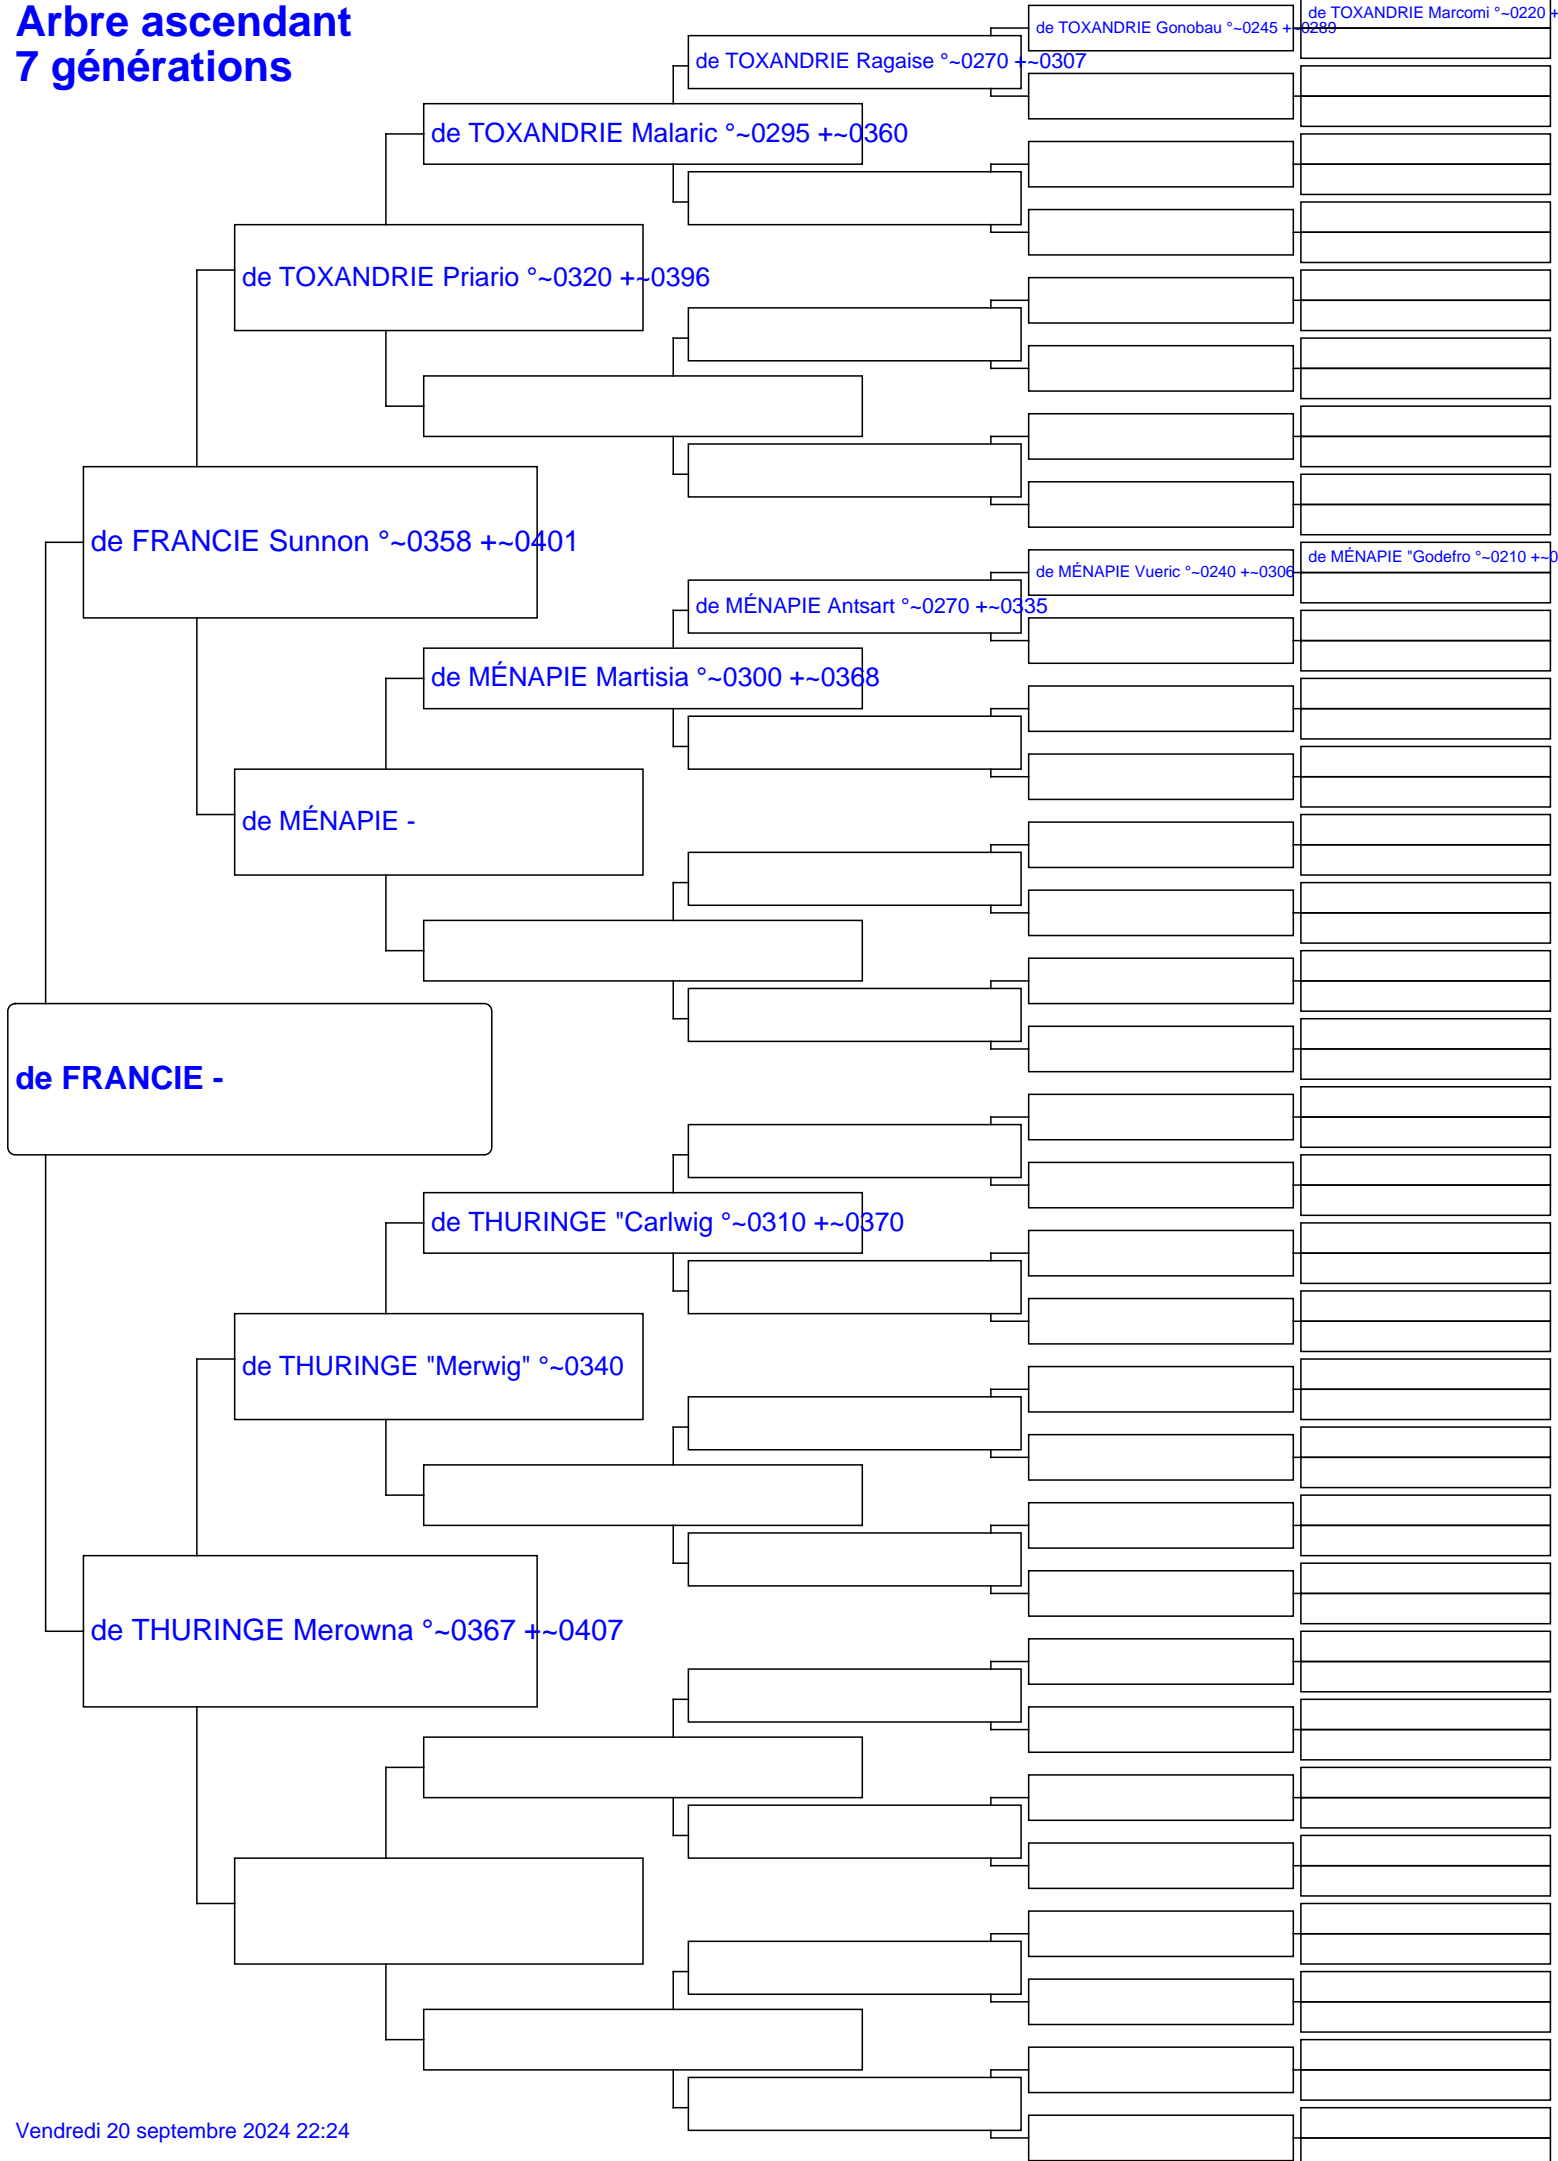 Arbre ascendant
7 générations
de TOXANDRIE Marcomi °~0220 +
de TOXANDRIE Gonobau °~0245 +~0289
de TOXANDRIE Ragaise °~0270 +~0307
de TOXANDRIE Malaric °~0295 +~0360
de TOXANDRIE Priario °~0320 +~0396
de FRANCIE Sunnon °~0358 +~0401
de MÉNAPIE "Godefro °~0210 +~0
de MÉNAPIE Vueric °~0240 +~0306
de MÉNAPIE Antsart °~0270 +~0335
de MÉNAPIE Martisia °~0300 +~0368
de MÉNAPIE -
de FRANCIE -
de THURINGE "Carlwig °~0310 +~0370
de THURINGE "Merwig" °~0340
de THURINGE Merowna °~0367 +~0407
Vendredi 20 septembre 2024 22:24